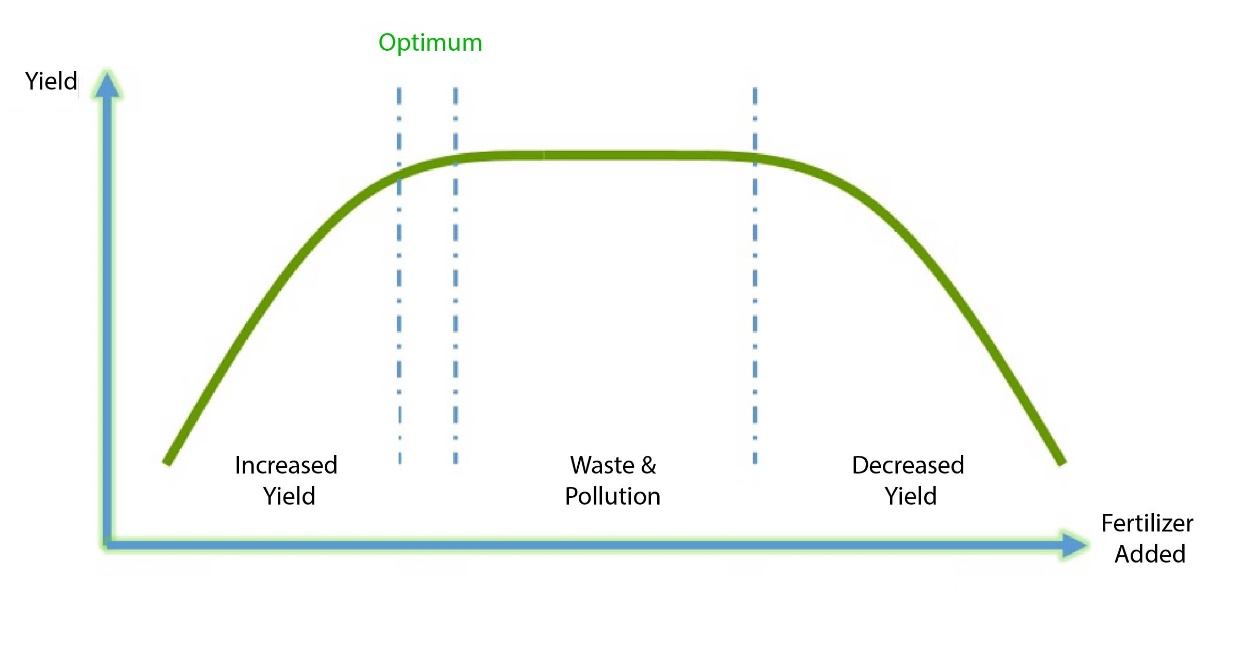 Optimum
Yield
Increased
Yield
Waste &
Pollution
Decreased
Yield
Fertilizer
Added